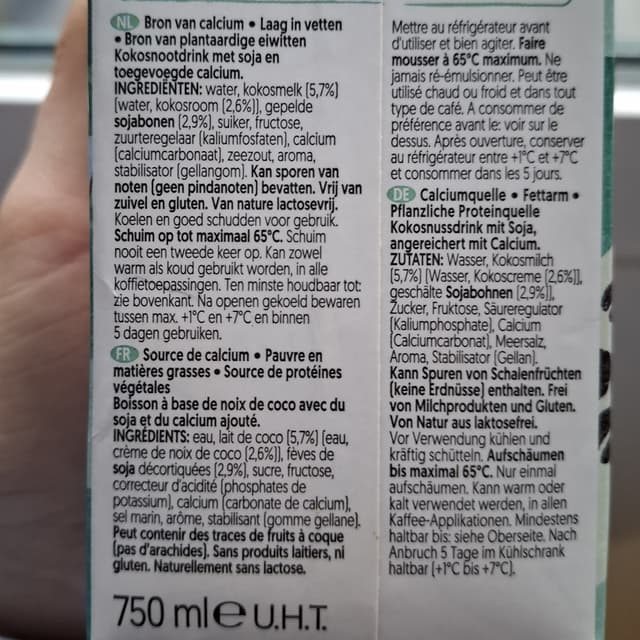 NL Bron van calcium • Laag in vetten
• Bron van plantaardige eiwitten
Kokosnootdrink met soja en
toegevoegde calcium.
INGREDIËNTEN: water, kokosmelk [5,7%]
[water, kokosroom [2,6%]], gepelde
sojabonen [2,9%], suiker, fructose,
zuurteregelaar [kaliumfosfaten], calcium
[calciumcarbonaat], zeezout, aroma,
stabilisator [gellangom]. Kan sporen van
noten [geen pindanoten] bevatten. Vrij van
zuivel en gluten. Van nature lactosevrij.
Koelen en goed schudden voor gebruik.
Schuim op tot maximaal 65°C. Schuim
nooit een tweede keer op. Kan zowel
warm als koud gebruikt worden, in alle
koffietoepassingen. Ten minste houdbaar tot:
zie bovenkant. Na openen gekoeld bewaren
tussen max. +1°C en +7°C en binnen
5 dagen gebruiken.
FR Source de calcium • Pauvre en
matières grasses • Source de protéines
végétales
Boisson à base de noix de coco avec du
soja et du calcium ajouté.
INGRÉDIENTS: eau, lait de coco [5,7%] [eau,
crème de noix de coco [2,6%]], fèves de
soja décortiquées [2,9%], sucre, fructose,
correcteur d'acidité [phosphates de
potassium], calcium [carbonate de calcium],
sel marin, arôme, stabilisant [gomme gellane].
Peut contenir des traces de fruits à coque
[pas d'arachides]. Sans produits laitiers, ni
gluten. Naturellement sans lactose.
750 ml e U.H.T.
Mettre au réfrigérateur avant
d'utiliser et bien agiter. Faire
mousser à 65°C maximum. Ne
jamais ré-émulsionner. Peut être
utilisé chaud ou froid et dans tout
type de café. A consommer de
préférence avant le: voir sur le
dessus. Après ouverture, conserver
au réfrigérateur entre +1°C et +7°C
et consommer dans les 5 jours.
DE Calciumquelle • Fettarm •
Pflanzliche Proteinquelle
Kokosnussdrink mit Soja,
angereichert mit Calcium.
ZUTATEN: Wasser, Kokosmilch
[5,7%] [Wasser, Kokoscreme [2,6%]],
geschälte Sojabohnen [2,9%],
Zucker, Fruktose, Säureregulator
[Kaliumphosphate], Calcium
[Calciumcarbonat], Meersalz,
Aroma, Stabilisator [Gellan].
Kann Spuren von Schalenfrüchten
[keine Erdnüsse] enthalten. Frei
von Milchprodukten und Gluten.
Von Natur aus laktosefrei.
Vor Verwendung kühlen und
kräftig schütteln. Aufschäumen
bis maximal 65°C. Nur einmal
aufschäumen. Kann warm oder
kalt verwendet werden, in allen
Kaffee-Applikationen. Mindestens
haltbar bis: siehe Oberseite. Nach
Anbruch 5 Tage im Kühlschrank
haltbar [+1°C bis +7°C].